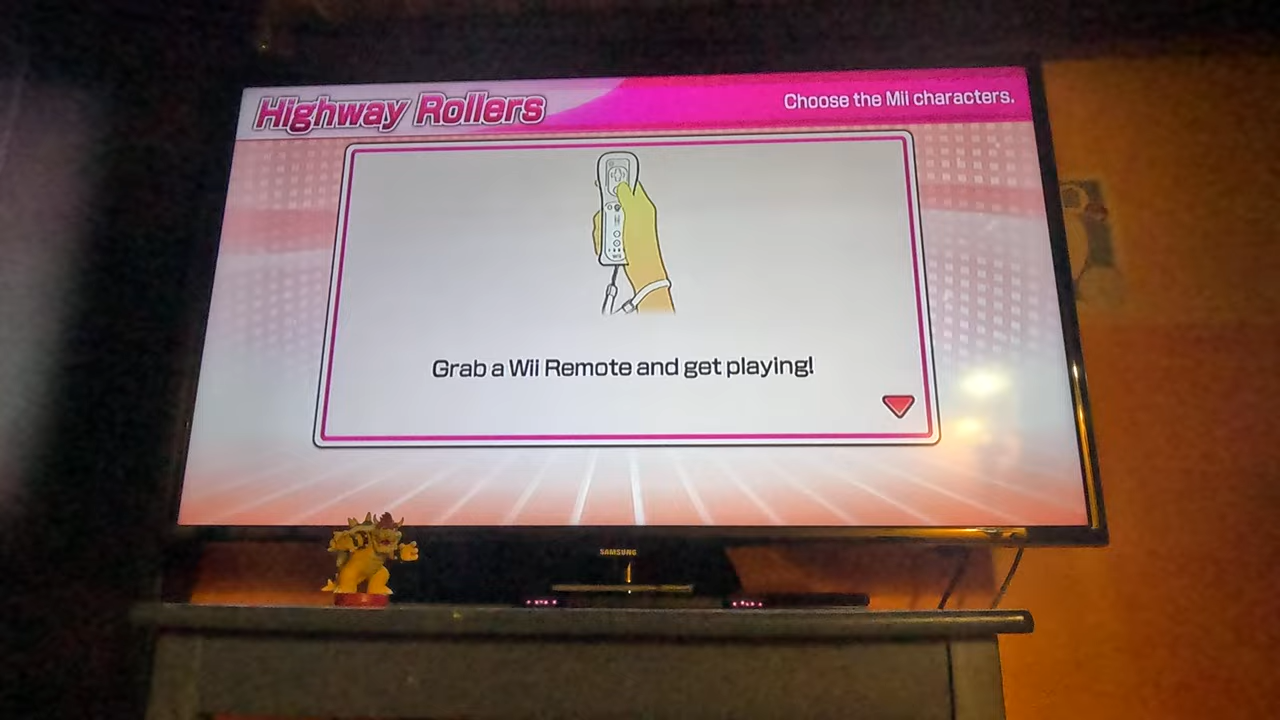 Highway Rollers
Choose the Mii characters.
Grab a Wii Remote and get playing!
SAMSUNG